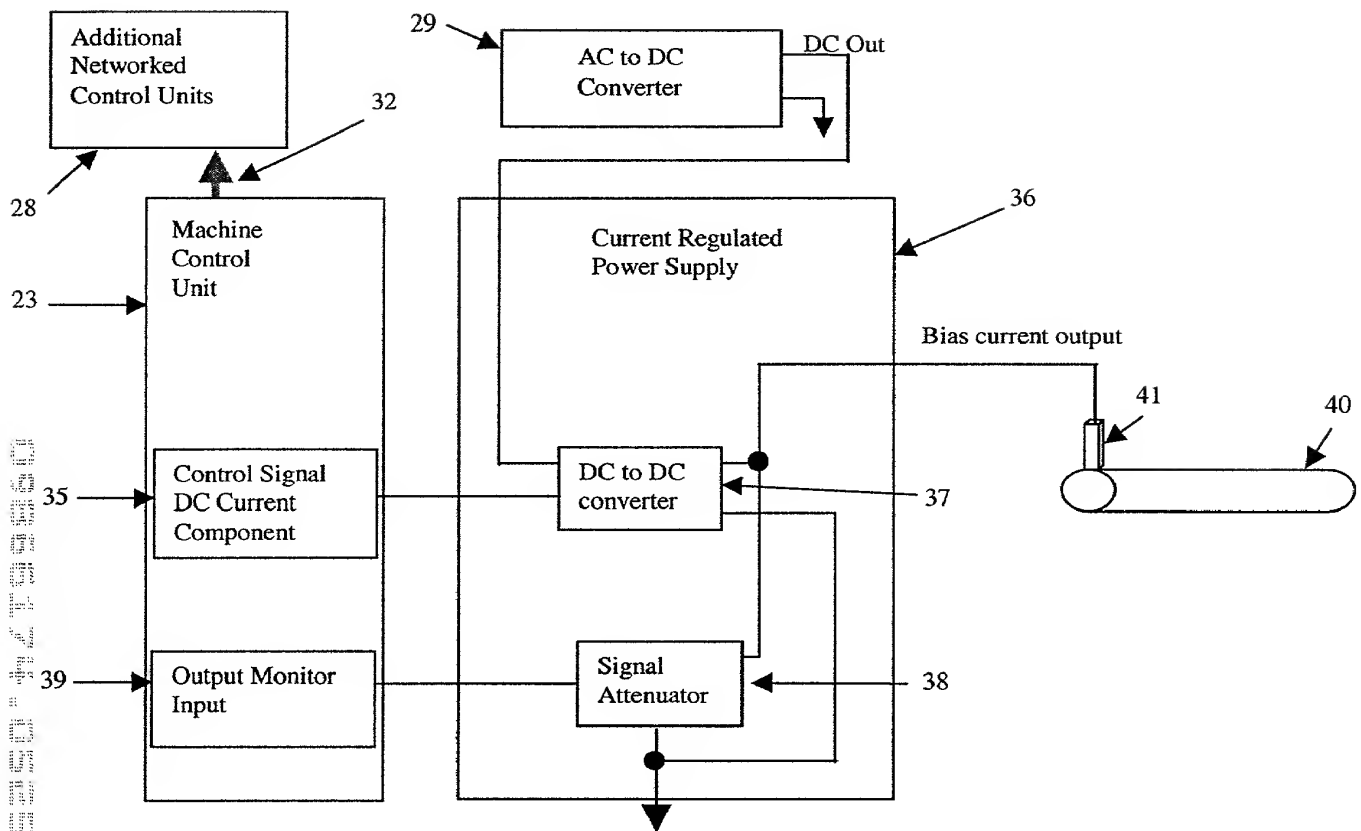 Additional
Networked
Control Units
32
28
29
AC to DC
Converter
DC Out
Machine
Control
Unit
23
Current Regulated
Power Supply
36
Bias current output
41
40
Control Signal
DC Current
Component
35
DC to DC
converter
37
Output Monitor
Input
39
Signal
Attenuator
38